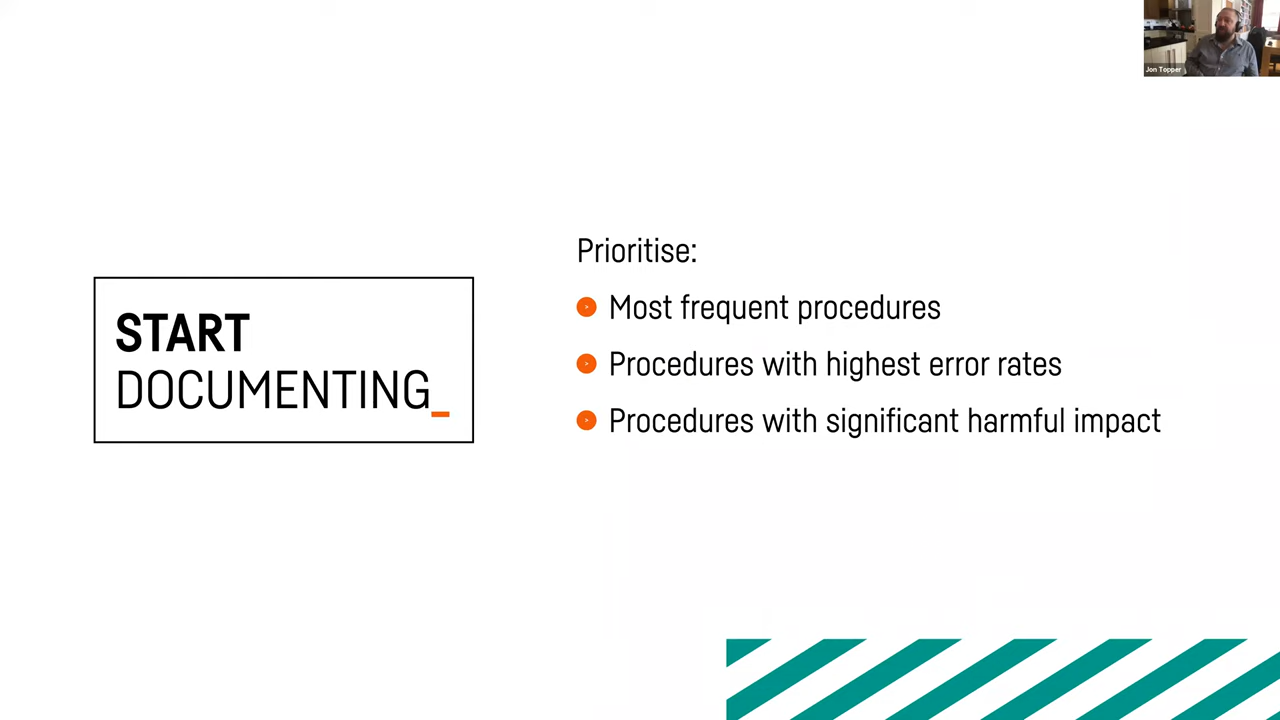 Jon Topper
START
DOCUMENTING_
Prioritise:
Most frequent procedures
Procedures with highest error rates
Procedures with significant harmful impact